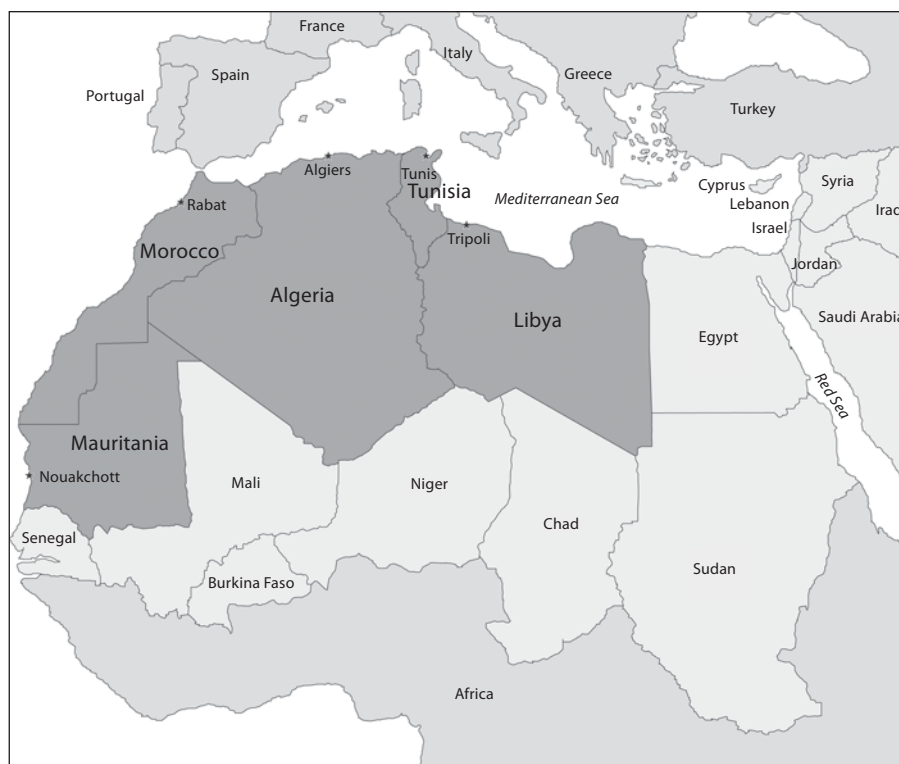 France
Italy
Spain
Greece
Portugal
Turkey
Algiers
Tunis
Tunisia
Cyprus
Syria
Mediterranean Sea
Lebanon
Rabat
Israel
Iraq
Tripoli
Morocco
Jordan
Algeria
Libya
Saudi Arabia
Egypt
Red Sea
Mauritania
Nouakchott
Mali
Niger
Chad
Senegal
Sudan
Burkina Faso
Africa